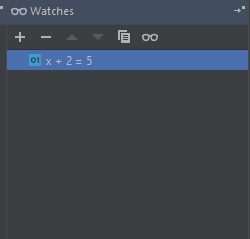 Watches
01 x + 2 = 5